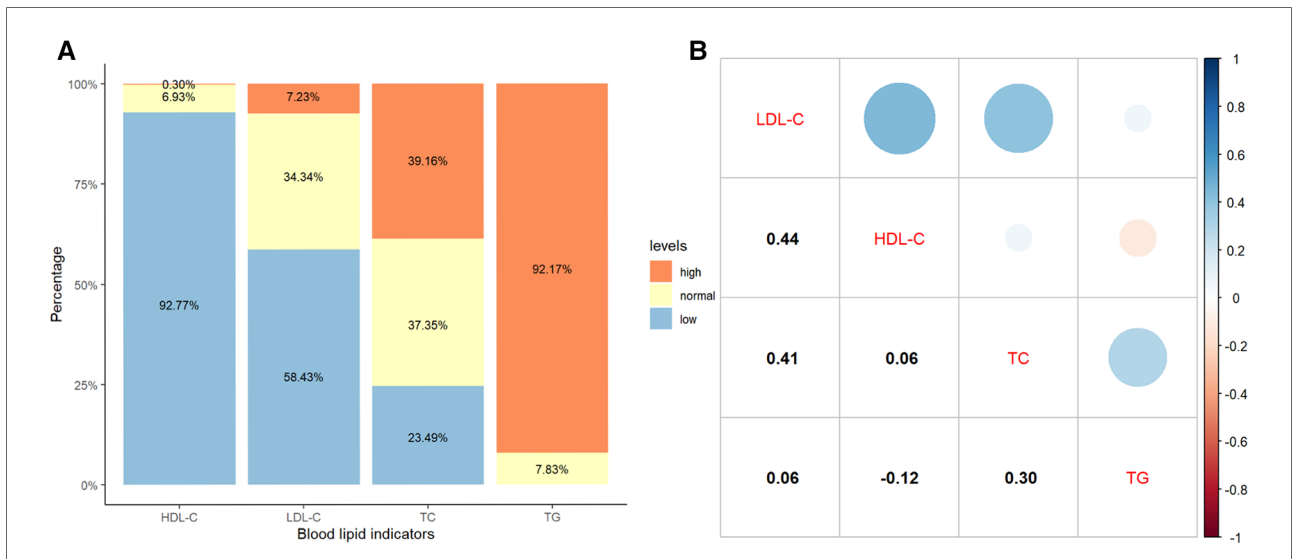 A
B
100%
75%
50%
25%
0%
Percentage
0.30%
6.93%
92.77%
7.23%
34.34%
58.43%
39.16%
37.35%
23.49%
92.17%
7.83%
HDL-C LDL-C TC TG
Blood lipid indicators
levels
high
normal
low
LDL-C
0.44 HDL-C
0.41 0.06 TC
0.06 -0.12 0.30 TG
1
0.8
0.6
0.4
0.2
0
-0.2
-0.4
-0.6
-0.8
-1